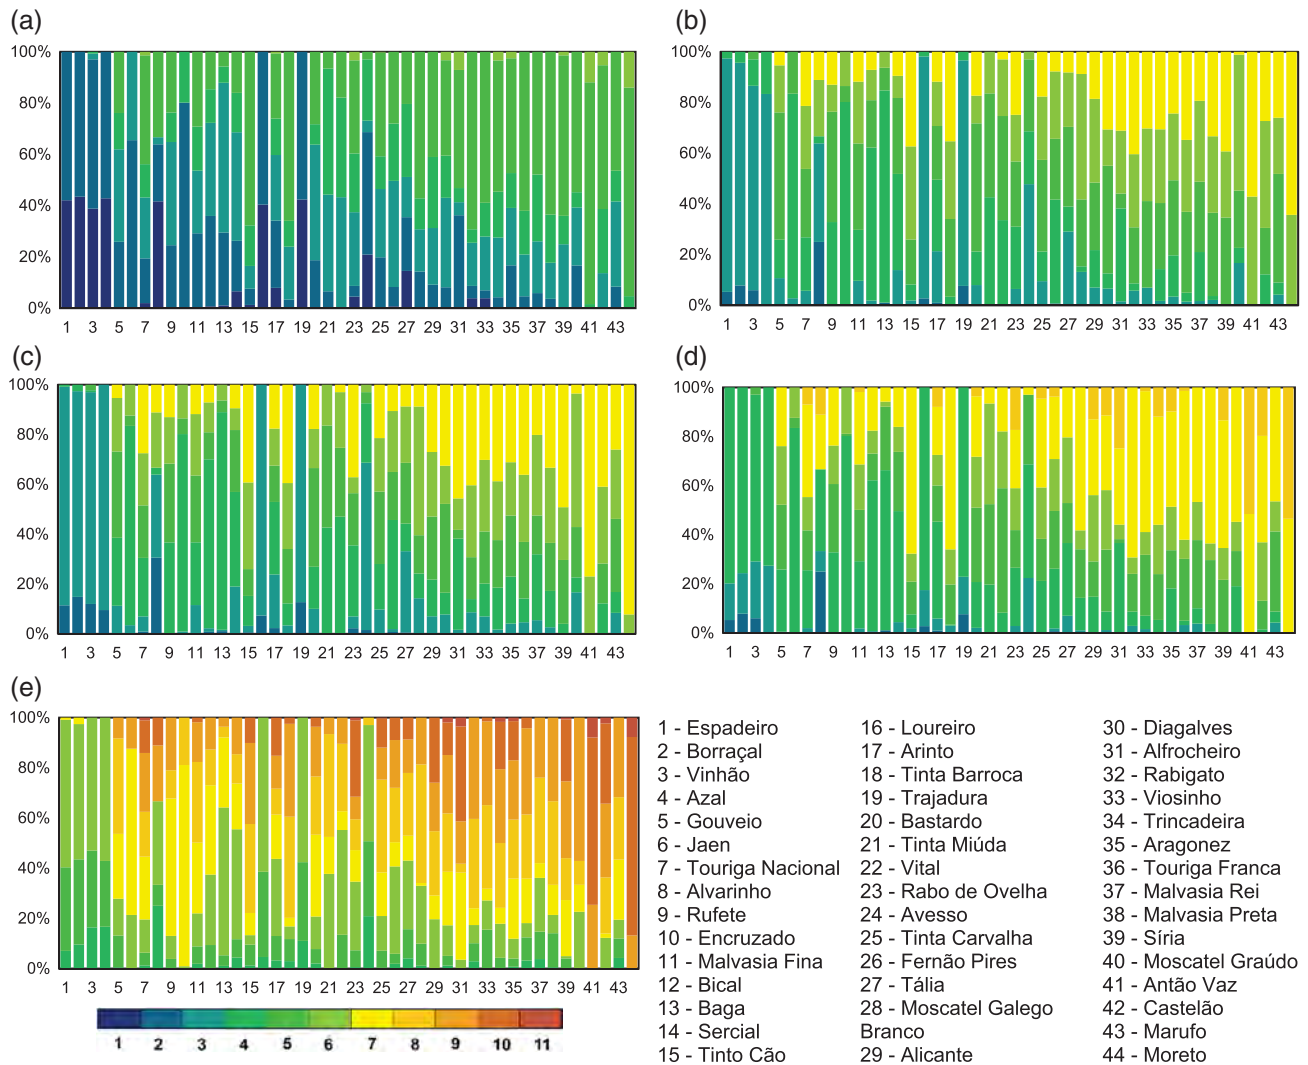 (a)
100%
80%
60%
40%
20%
0%
1 3 5 7 9 11 13 15 17 19 21 23 25 27 29 31 33 35 37 39 41 43
(b)
100%
80%
60%
40%
20%
0%
1 3 5 7 9 11 13 15 17 19 21 23 25 27 29 31 33 35 37 39 41 43
(c)
100%
80%
60%
40%
20%
0%
1 3 5 7 9 11 13 15 17 19 21 23 25 27 29 31 33 35 37 39 41 43
(d)
100%
80%
60%
40%
20%
0%
1 3 5 7 9 11 13 15 17 19 21 23 25 27 29 31 33 35 37 39 41 43
(e)
100%
80%
60%
40%
20%
0%
1 3 5 7 9 11 13 15 17 19 21 23 25 27 29 31 33 35 37 39 41 43
1 2 3 4 5 6 7 8 9 10 11
1 - Espadeiro
2 - Borraçal
3 - Vinhão
4 - Azal
5 - Gouveio
6 - Jaen
7 - Touriga Nacional
8 - Alvarinho
9 - Rufete
10 - Encruzado
11 - Malvasia Fina
12 - Bical
13 - Baga
14 - Sercial
15 - Tinto Cão
16 - Loureiro
17 - Arinto
18 - Tinta Barroca
19 - Trajadura
20 - Bastardo
21 - Tinta Miúda
22 - Vital
23 - Rabo de Ovelha
24 - Avesso
25 - Tinta Carvalha
26 - Fernão Pires
27 - Tália
28 - Moscatel Galego
Branco
29 - Alicante
30 - Diagalves
31 - Alfrocheiro
32 - Rabigato
33 - Viosinho
34 - Trincadeira
35 - Aragonez
36 - Touriga Franca
37 - Malvasia Rei
38 - Malvasia Preta
39 - Síria
40 - Moscatel Graúdo
41 - Antão Vaz
42 - Castelão
43 - Marufo
44 - Moreto